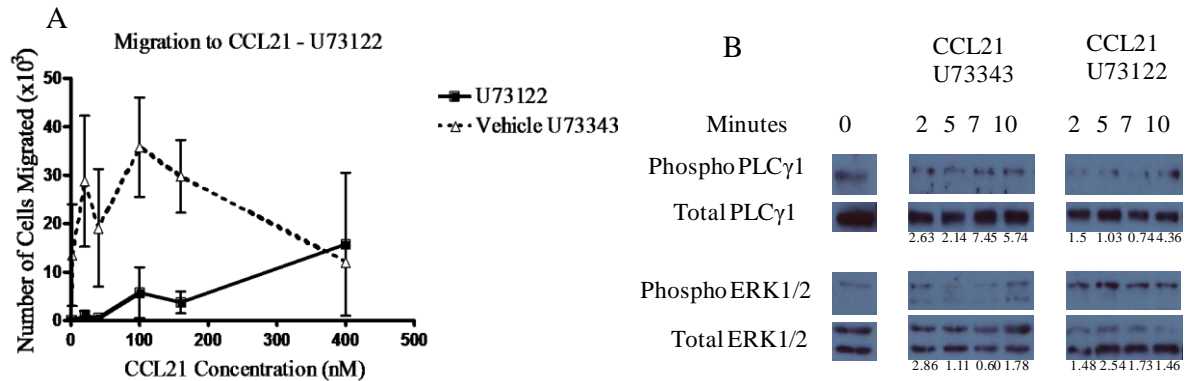 A
Migration to CCL21 - U73122
Number of Cells Migrated (x10³)
50
40
30
20
10
0
0
100
200
300
400
500
CCL21 Concentration (nM)
U73122
Vehicle U73343
B
CCL21
U73343
CCL21
U73122
Minutes 0 2 5 7 10 2 5 7 10
Phospho PLCγ1
Total PLCγ1
2.63 2.14 7.45 5.74 1.5 1.03 0.74 4.36
Phospho ERK1/2
Total ERK1/2
2.86 1.11 0.60 1.78 1.48 2.54 1.73 1.46